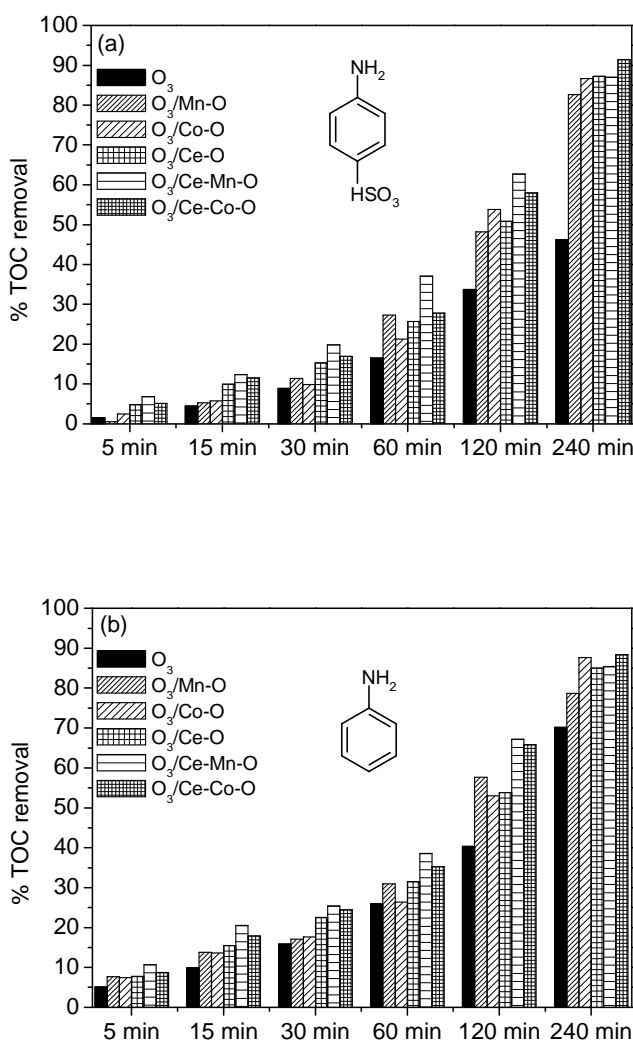 (a)
O₃
O₃/Mn-O
O₃/Co-O
O₃/Ce-O
O₃/Ce-Mn-O
O₃/Ce-Co-O
NH₂
HSO₃
% TOC removal
100
90
80
70
60
50
40
30
20
10
0
5 min 15 min 30 min 60 min 120 min 240 min
(b)
O₃
O₃/Mn-O
O₃/Co-O
O₃/Ce-O
O₃/Ce-Mn-O
O₃/Ce-Co-O
NH₂
% TOC removal
100
90
80
70
60
50
40
30
20
10
0
5 min 15 min 30 min 60 min 120 min 240 min